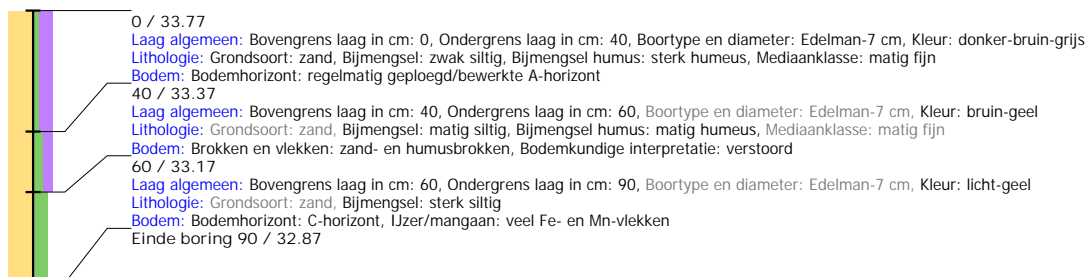 0 / 33.77
Laag algemeen: Bovengrens laag in cm: 0, Ondergrens laag in cm: 40, Boortype en diameter: Edelman-7 cm, Kleur: donker-bruin-grijs
Lithologie: Grondsoort: zand, Bijmengsel: zwak siltig, Bijmengsel humus: sterk humeus, Mediaanklasse: matig fijn
Bodem: Bodemhorizont: regelmatig geploegd/bewerkte A-horizont
40 / 33.37
Laag algemeen: Bovengrens laag in cm: 40, Ondergrens laag in cm: 60, Boortype en diameter: Edelman-7 cm, Kleur: bruin-geel
Lithologie: Grondsoort: zand, Bijmengsel: matig siltig, Bijmengsel humus: matig humeus, Mediaanklasse: matig fijn
Bodem: Brokken en vlekken: zand- en humusbrokken, Bodemkundige interpretatie: verstoord
60 / 33.17
Laag algemeen: Bovengrens laag in cm: 60, Ondergrens laag in cm: 90, Boortype en diameter: Edelman-7 cm, Kleur: licht-geel
Lithologie: Grondsoort: zand, Bijmengsel: sterk siltig
Bodem: Bodemhorizont: C-horizont, IJzer/mangaan: veel Fe- en Mn-vlekken
Einde boring 90 / 32.87